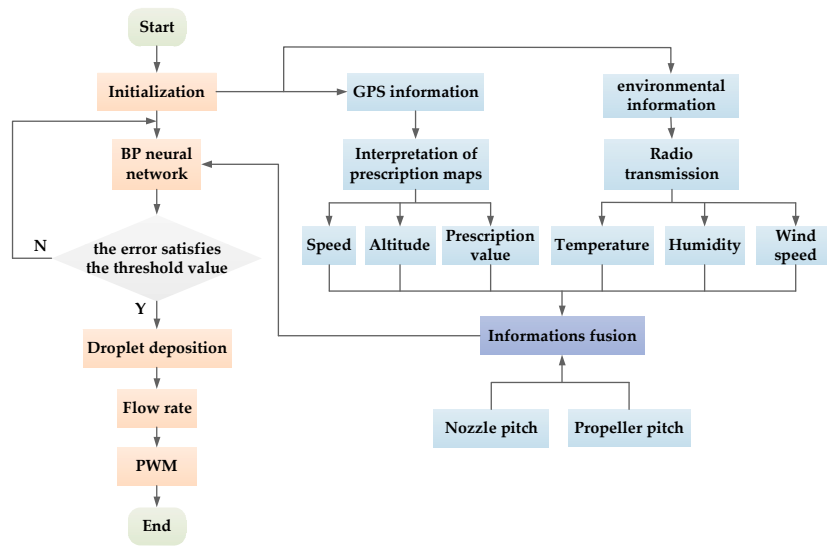 Start
Initialization
GPS information
environmental
information
BP neural
network
Interpretation of
prescription maps
Radio
transmission
N
the error satisfies
the threshold value
Speed
Altitude
Prescription
value
Temperature
Humidity
Wind
speed
Y
Droplet deposition
Informations fusion
Flow rate
Nozzle pitch
Propeller pitch
PWM
End